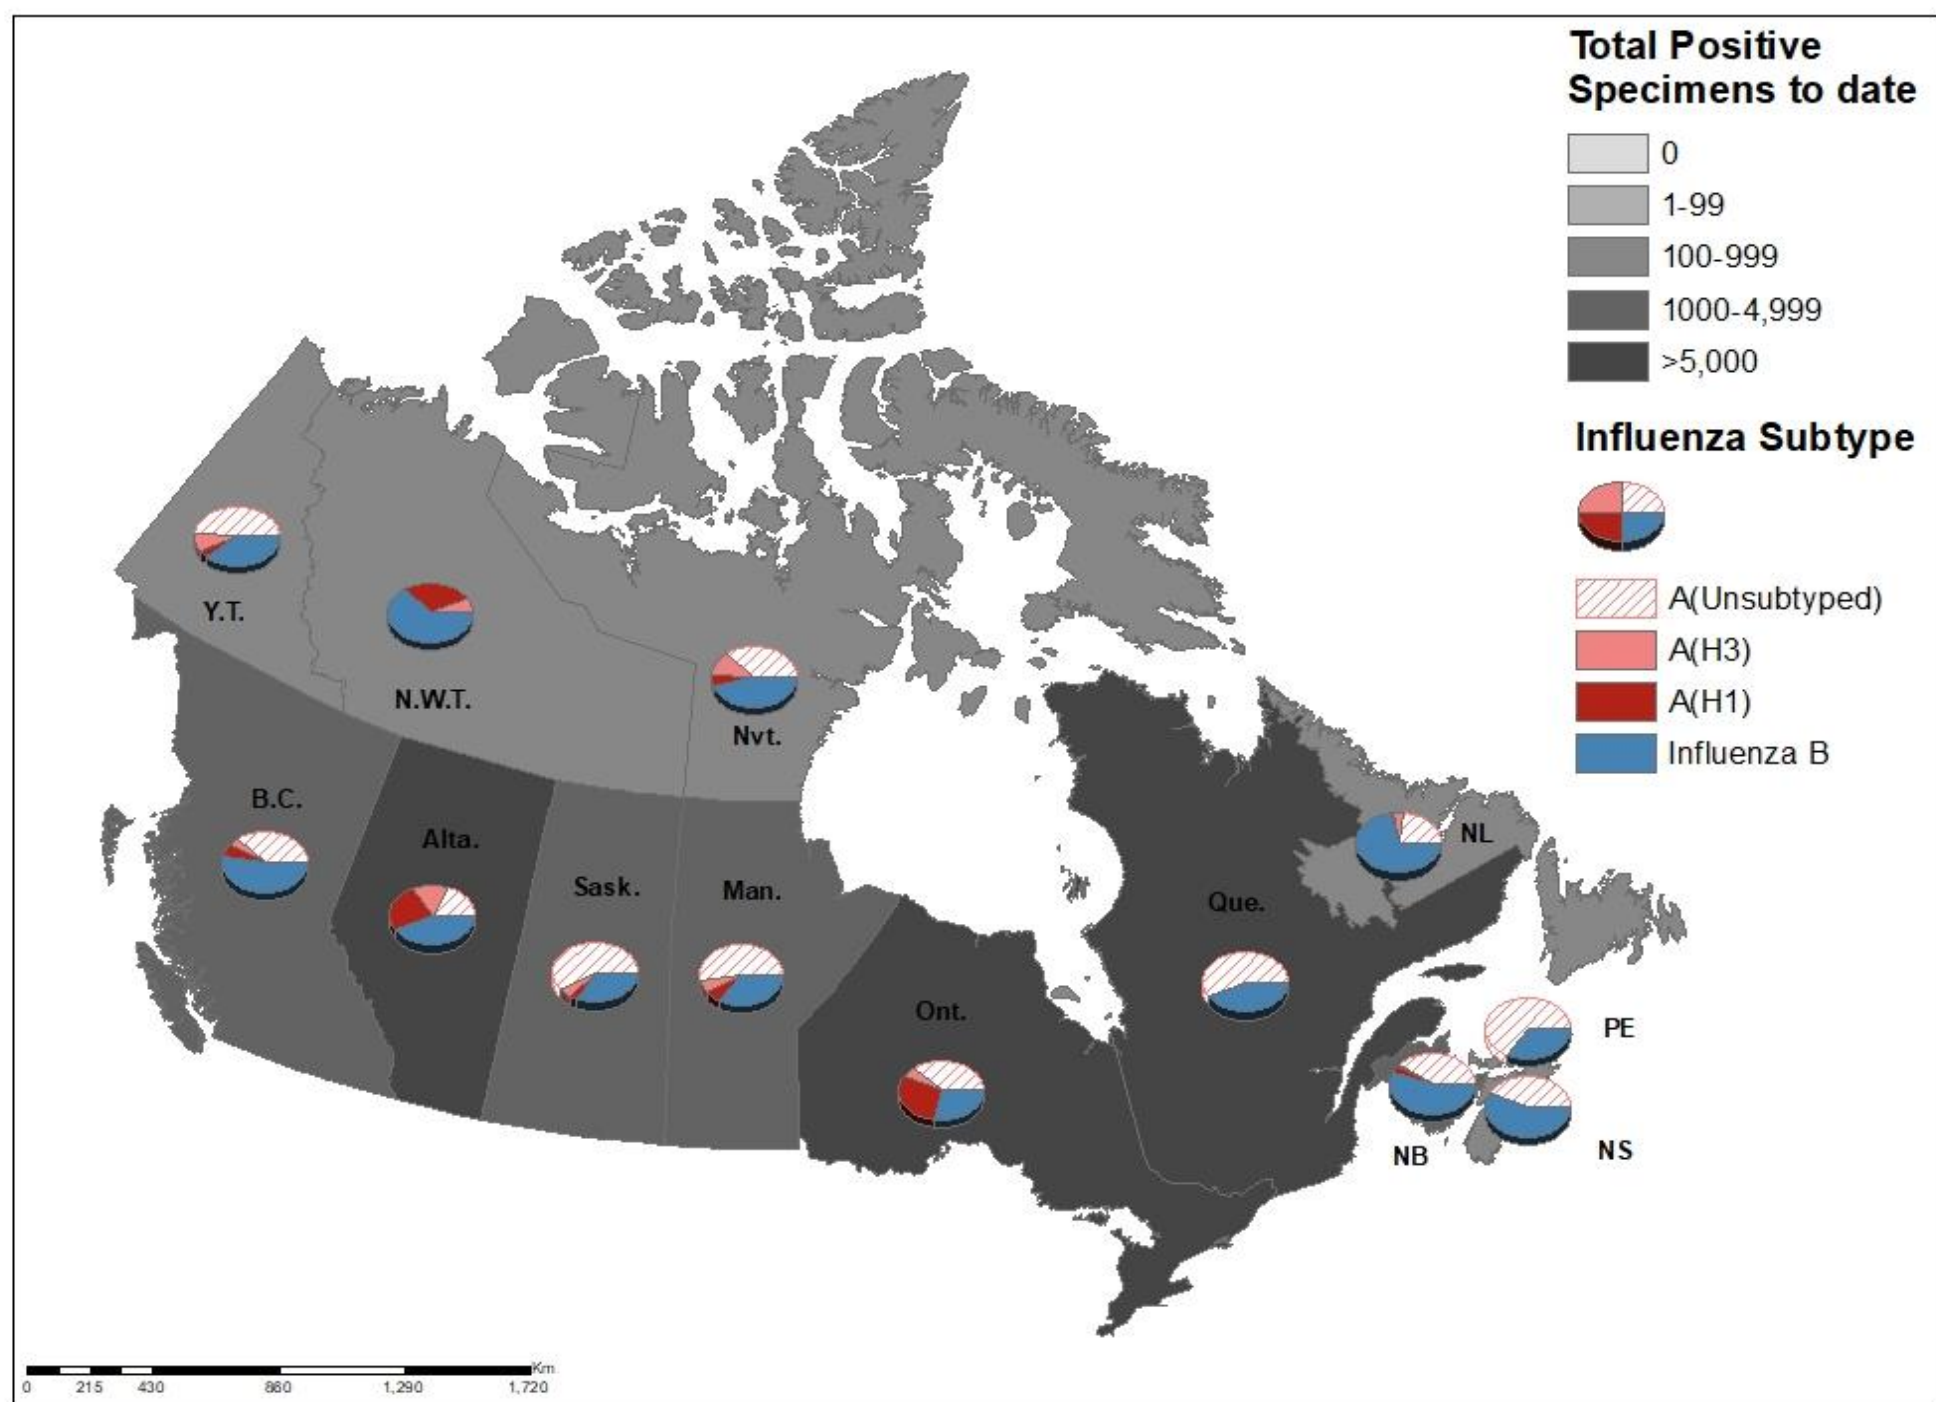 Total Positive
Specimens to date
0
1-99
100-999
1000-4,999
>5,000
Influenza Subtype
A(Unsubtyped)
A(H3)
A(H1)
Influenza B
Y.T.
N.W.T.
Nvt.
B.C.
Alta.
Sask.
Man.
Ont.
Que.
NL
PE
NB
NS
Km
0 215 430 860 1,290 1,720